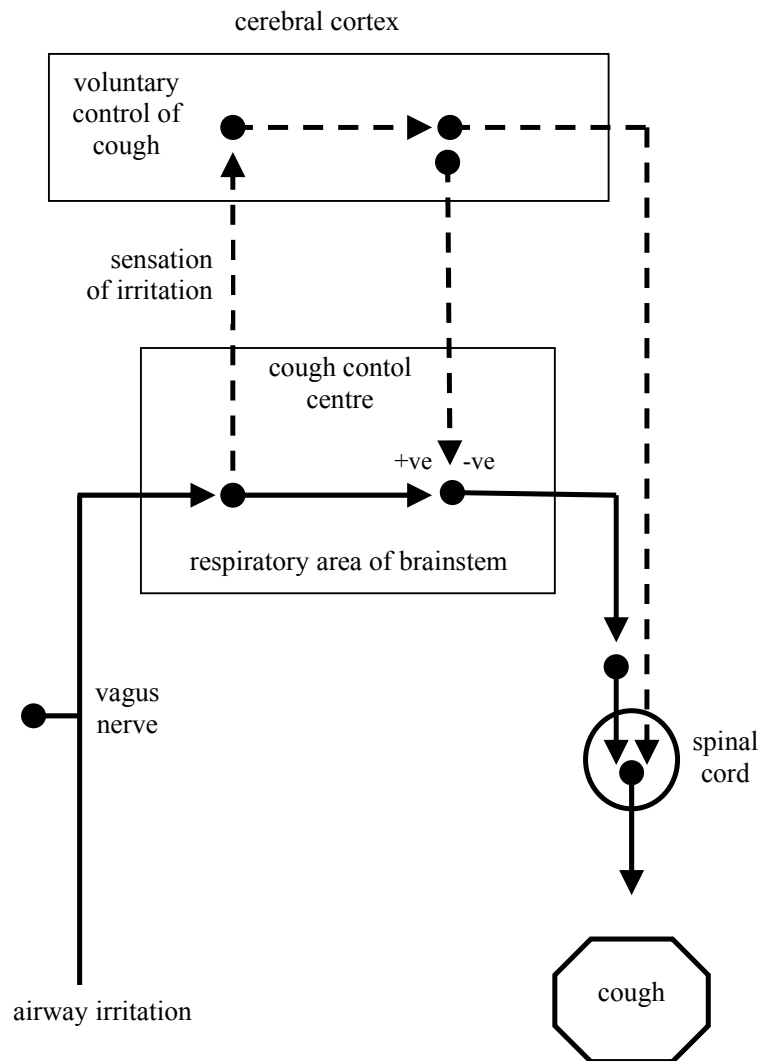 cerebral cortex
voluntary
control of
cough
sensation
of irritation
cough contol
centre
+ve -ve
respiratory area of brainstem
vagus
nerve
spinal
cord
cough
airway irritation